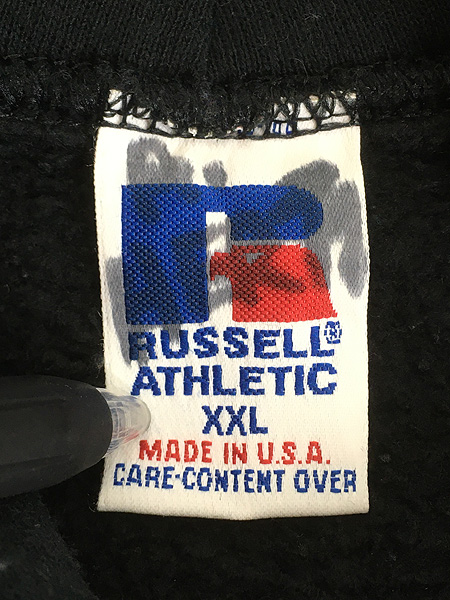 RUSSELL®
ATHLETIC
XXL
MADE IN U.S.A.
CARE-CONTENT OVER